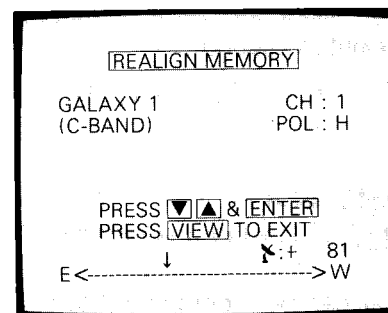 REALIGN MEMORY
GALAXY 1 CH : 1
(C-BAND) POL : H
PRESS ▼ ▲ & ENTER
PRESS VIEW TO EXIT
↓ :+ 81
E <------------------------> W